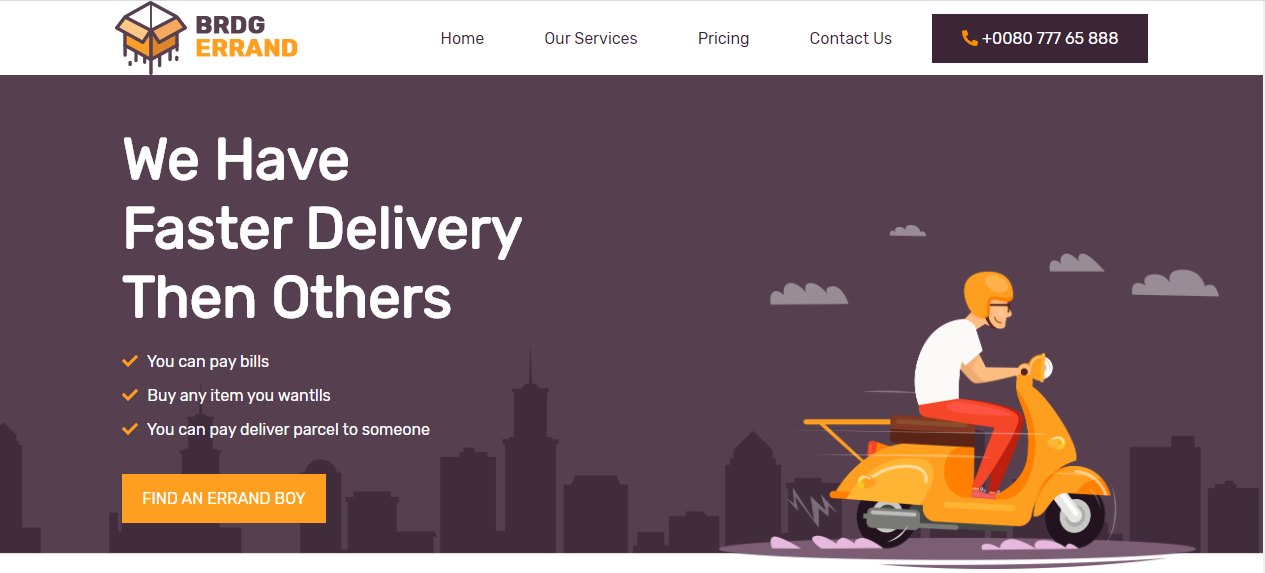 BRDG
ERRAND
Home
Our Services
Pricing
Contact Us
+0080 777 65 888
We Have
Faster Delivery
Then Others
You can pay bills
Buy any item you wantlls
You can pay deliver parcel to someone
FIND AN ERRAND BOY